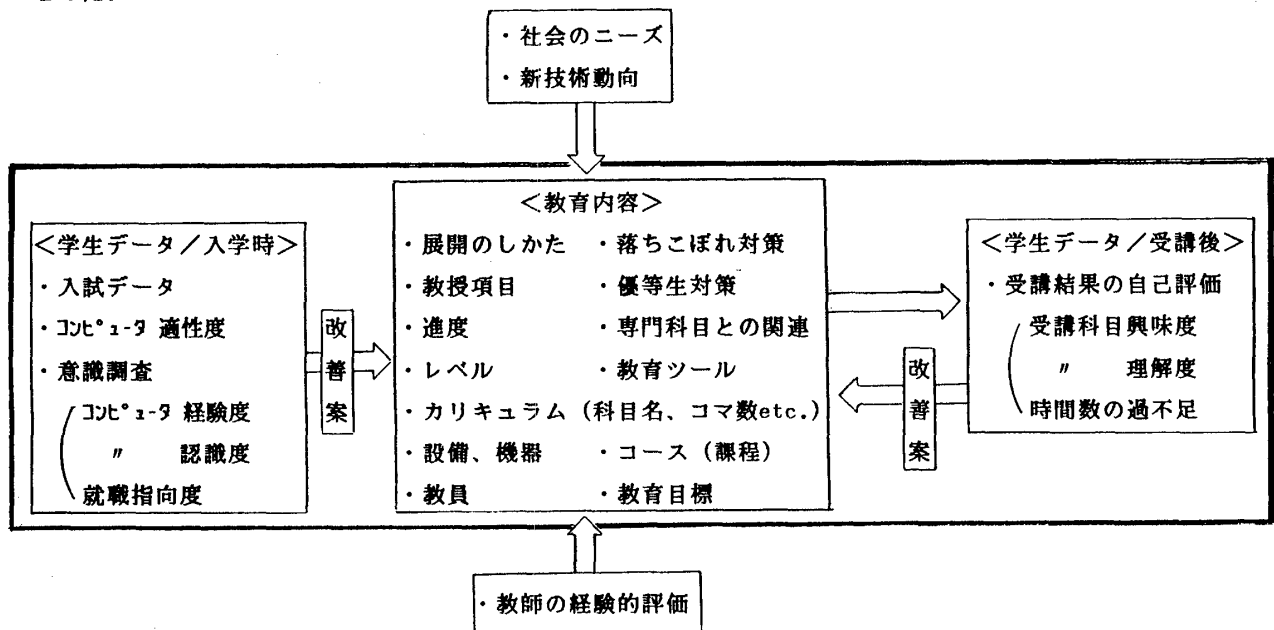 ・社会のニーズ
・新技術動向
＜学生データ／入学時＞
・入試データ
・コンピュータ 適性度
・意識調査
コンピュータ 経験度
〃 認識度
就職指向度
改善案
＜教育内容＞
・展開のしかた ・落ちこぼれ対策
・教授項目 ・優等生対策
・進度 ・専門科目との関連
・レベル ・教育ツール
・カリキュラム（科目名、コマ数etc.）
・設備、機器 ・コース（課程）
・教員 ・教育目標
改善案
＜学生データ／受講後＞
・受講結果の自己評価
受講科目興味度
〃 理解度
時間数の過不足
・教師の経験的評価